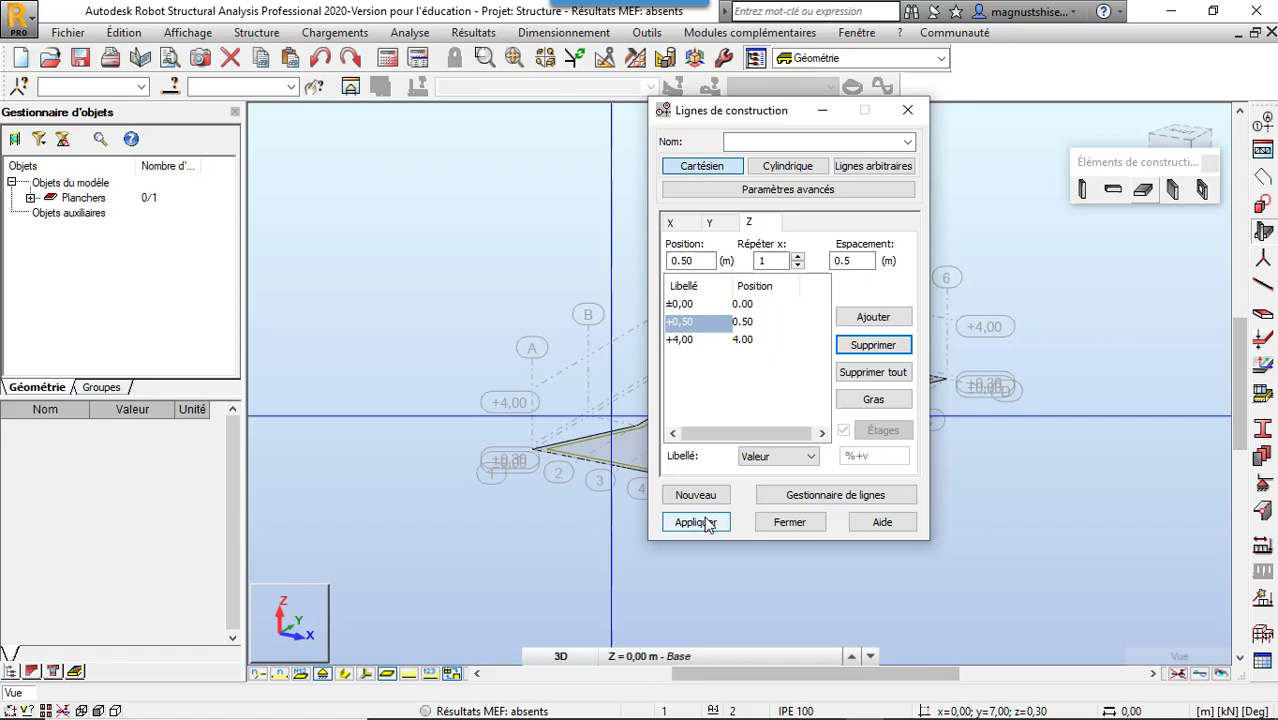 Autodesk Robot Structural Analysis Professional 2020-Version pour l'éducation - Projet: Structure - Résultats MEF: absents
Entrez mot-clé ou expression
magnustshise...
PRO
Fichier Édition Affichage Structure Chargements Analyse Résultats Dimensionnement Outils Modules complémentaires Fenêtre ? Communauté
Géométrie
Gestionnaire d'objets
Objets Nombre d'...
Objets du modèle
Planchers 0/1
Objets auxiliaires
Géométrie Groupes
Nom Valeur Unité
Lignes de construction
Nom:
Cartésien Cylindrique Lignes arbitraires
Paramètres avancés
X Y Z
Position: Répéter x: Espacement:
0.50 (m) 1 0.5 (m)
Libellé Position
±0,00 0.00
+0,50 0.50
+4,00 4.00
Ajouter
Supprimer
Supprimer tout
Gras
Étages
Libellé: Valeur %+v
Nouveau Gestionnaire de lignes
Appliquer Fermer Aide
Éléments de constructi...
A
B
+4,00
2
3
4
6
+4,00
D
Z
Y
X
3D Z = 0,00 m - Base
Vue
Vue
Résultats MEF: absents 1 2 IPE 100 x=0,00; y=7,00; z=0,30 0,00 [m] [kN] [Deg]